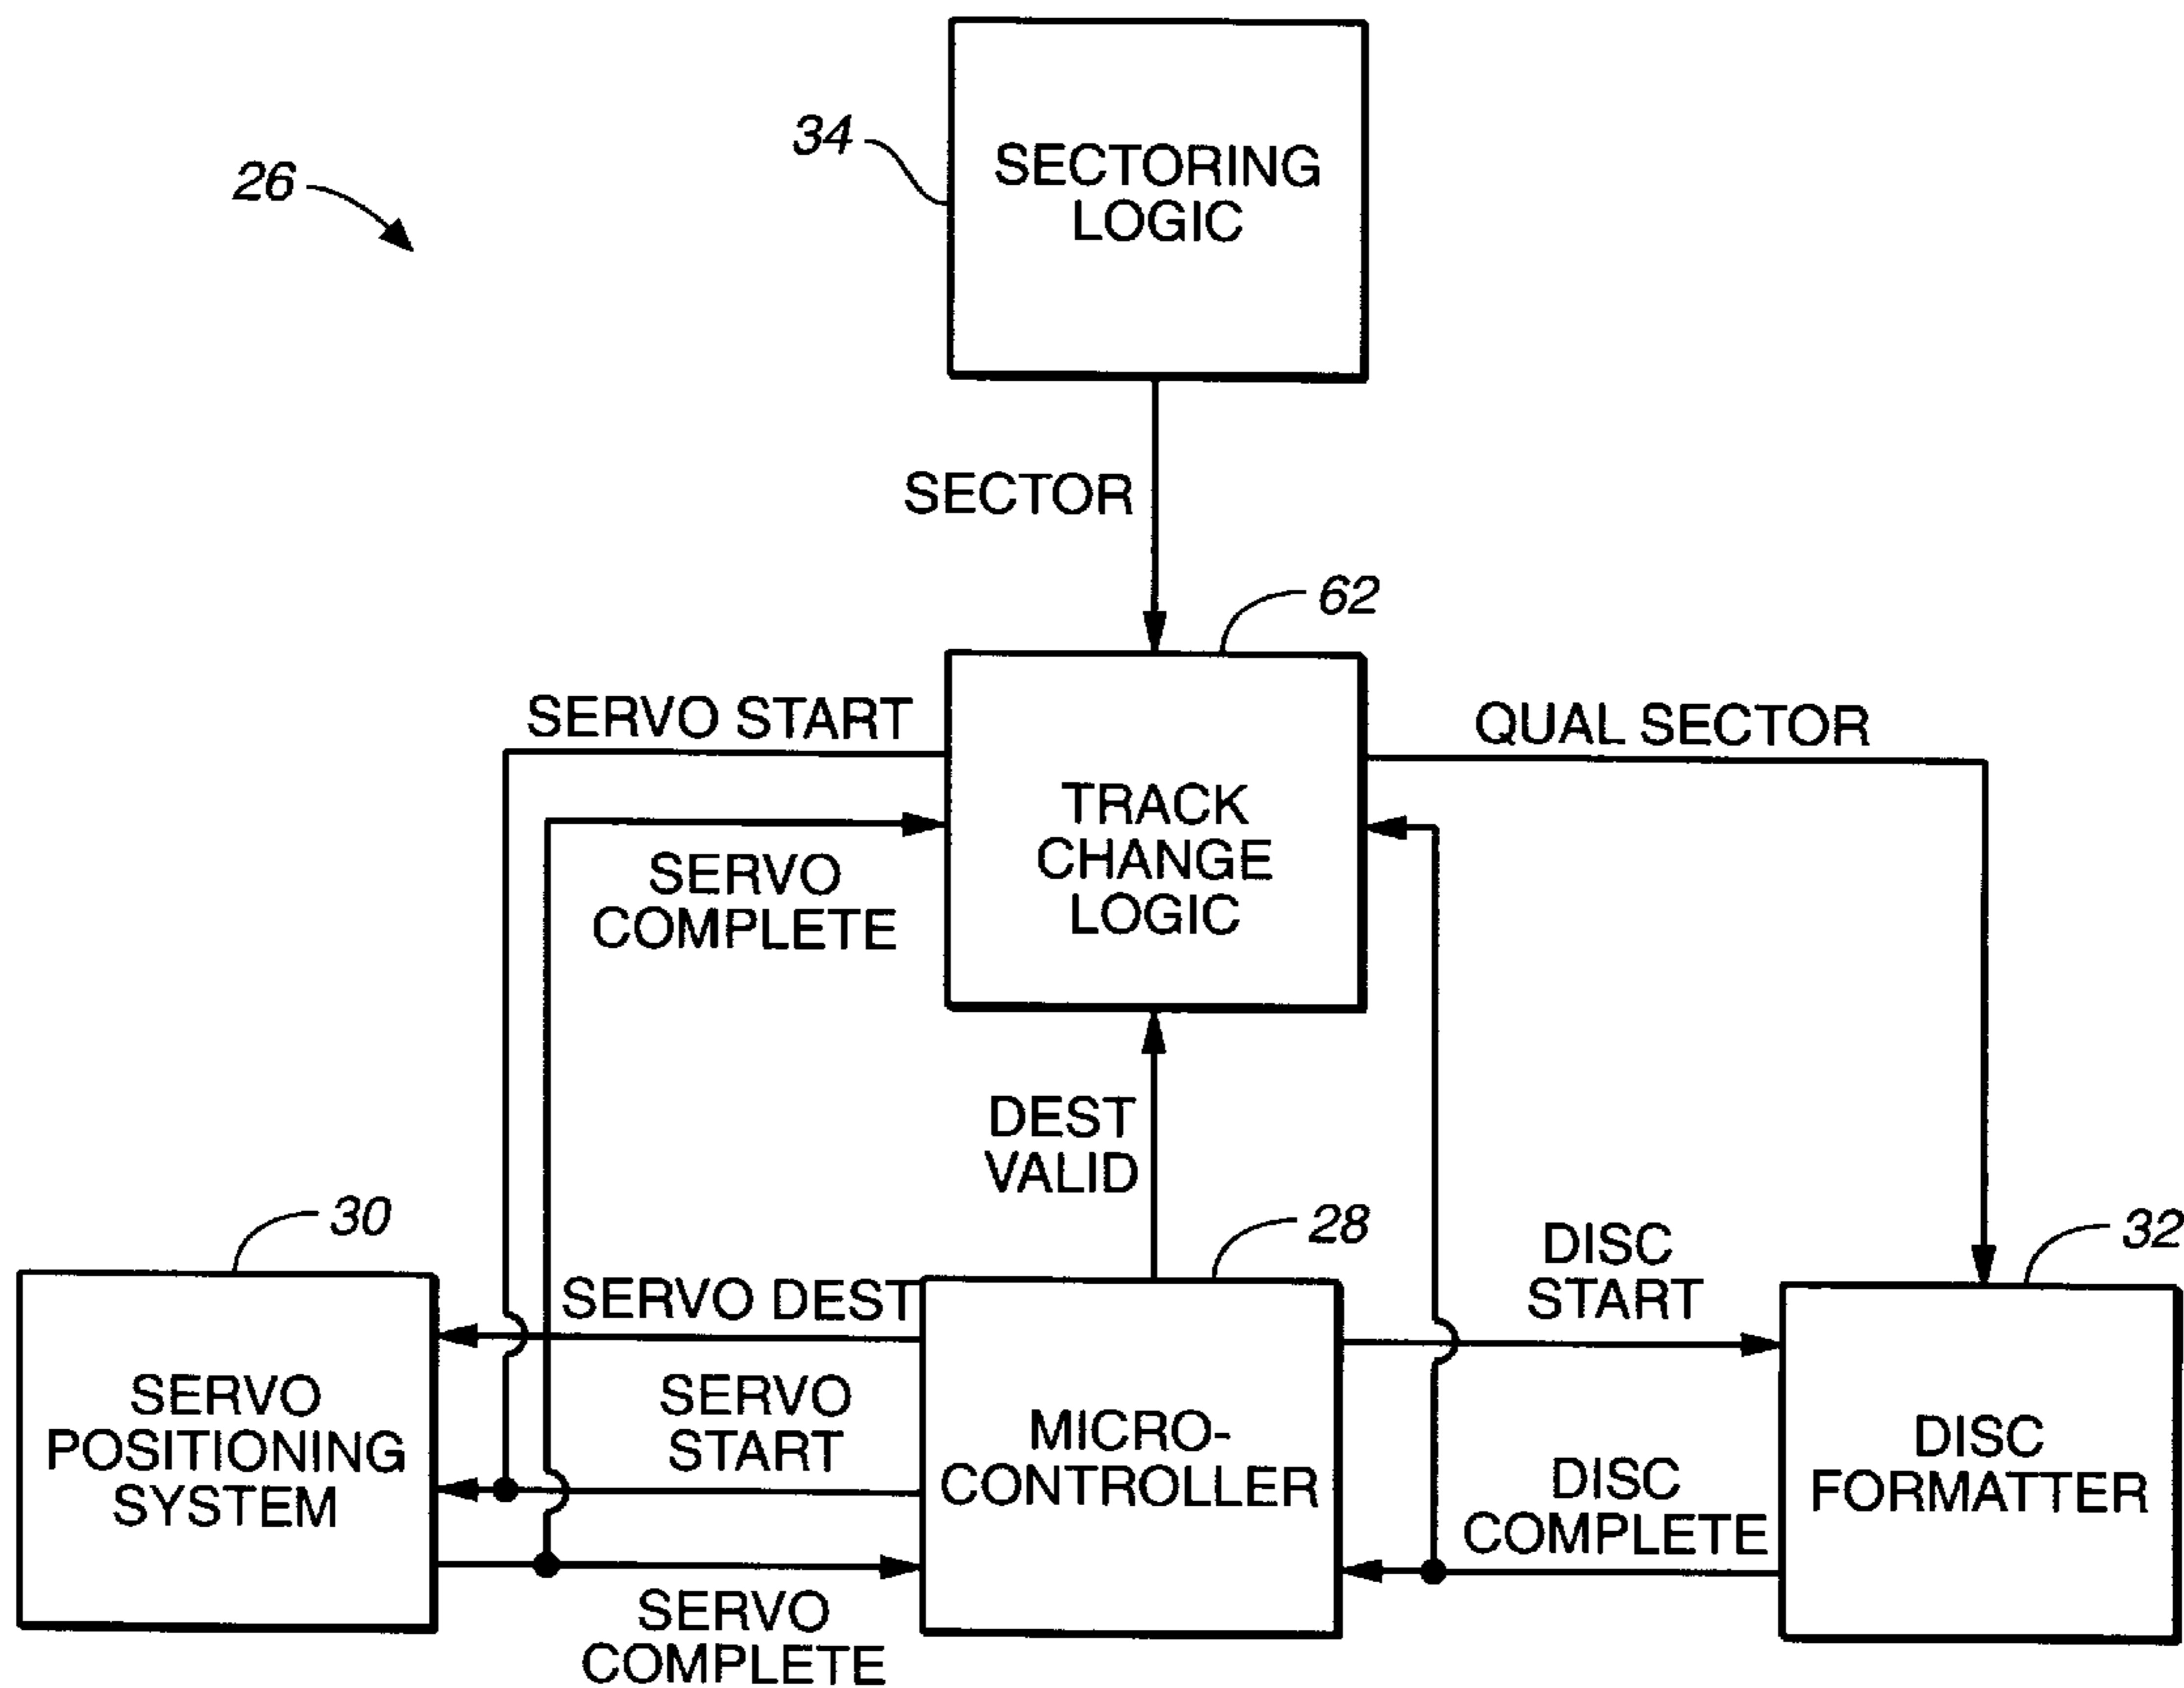 34
26
SECTORING
LOGIC
SECTOR
62
SERVO START
QUAL SECTOR
TRACK
CHANGE
LOGIC
SERVO
COMPLETE
DEST
VALID
30
28
32
SERVO DEST
DISC
START
SERVO
POSITIONING
SYSTEM
SERVO
START
MICRO-
CONTROLLER
DISC
COMPLETE
DISC
FORMATTER
SERVO
COMPLETE